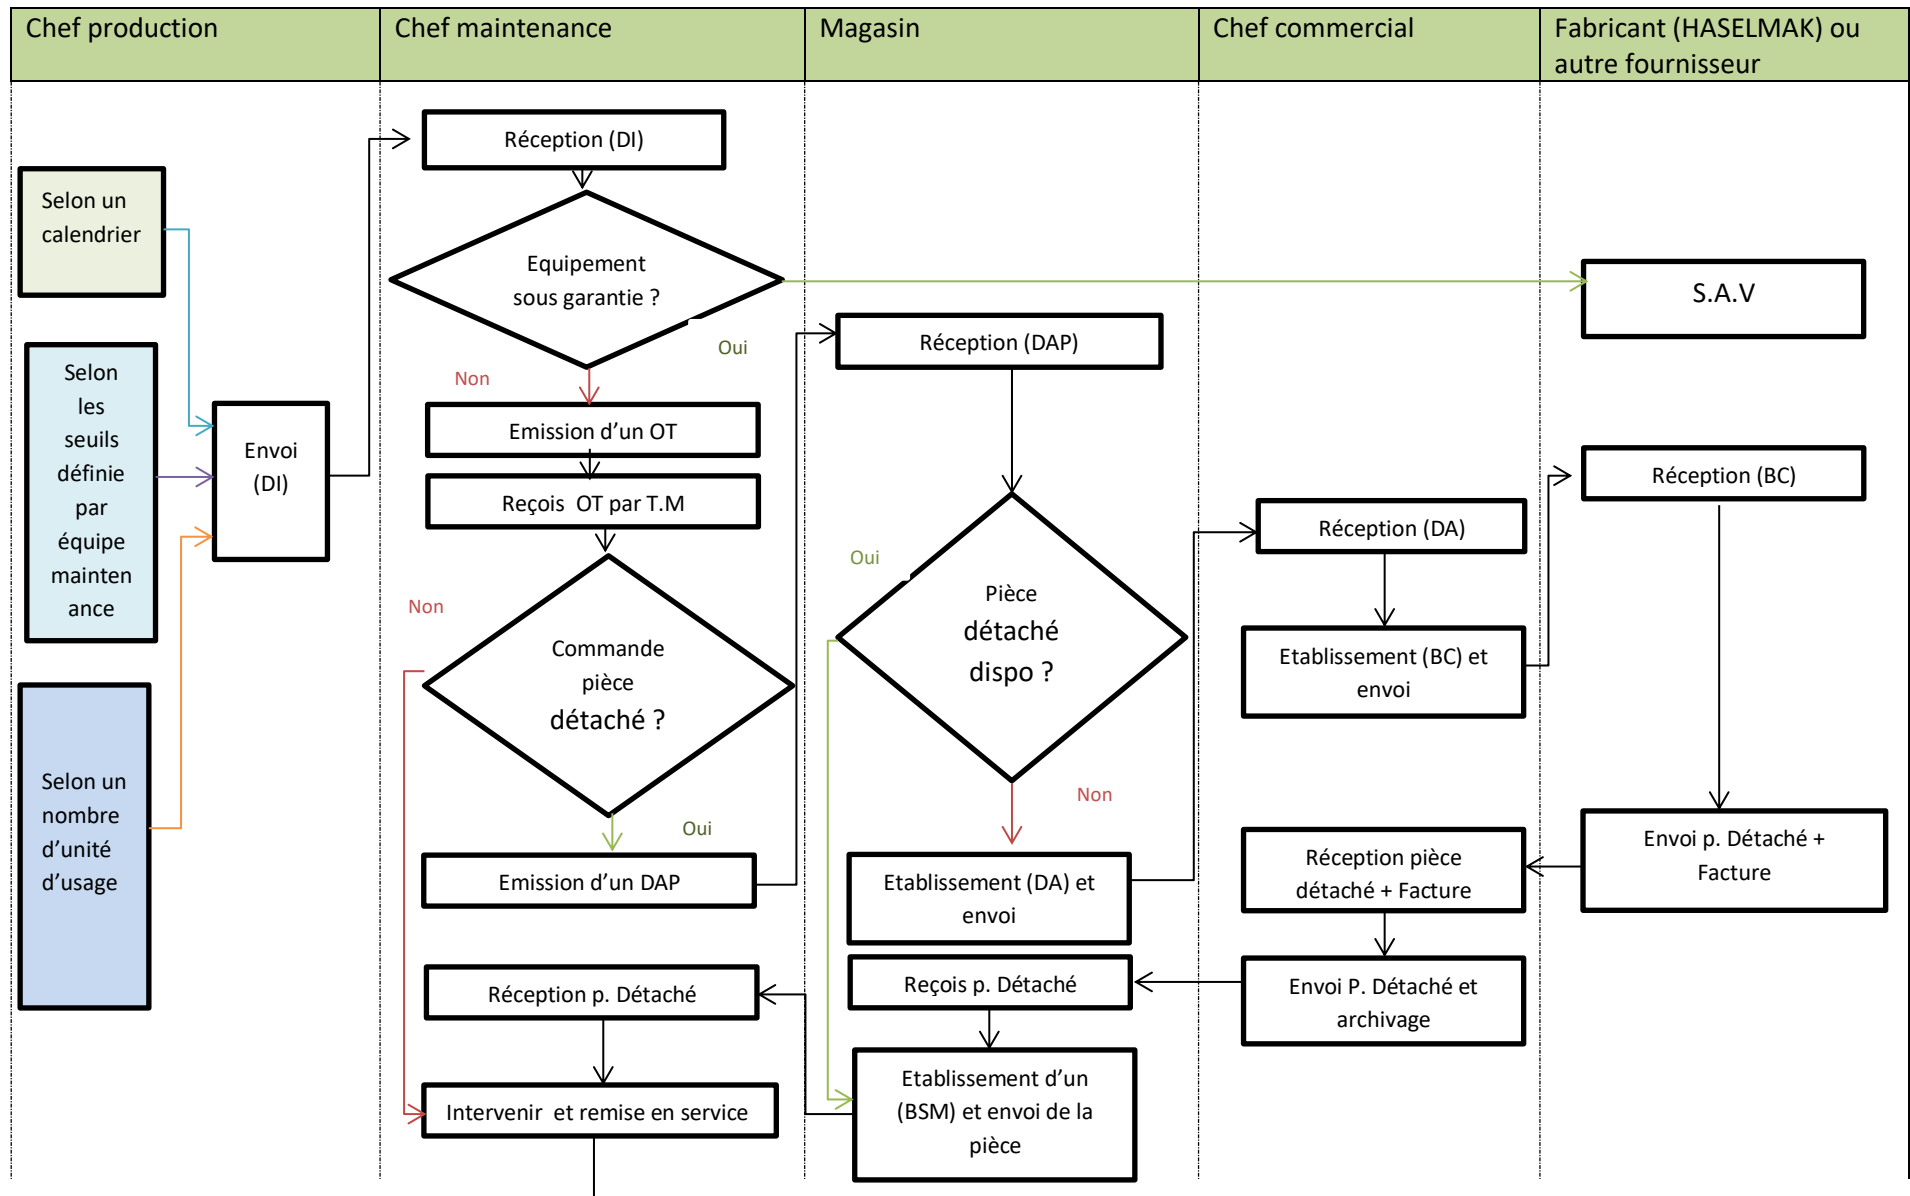 Chef production
Chef maintenance
Magasin
Chef commercial
Fabricant (HASELMAK) ou
autre fournisseur
Selon un
calendrier
Selon
les
seuils
définie
par
équipe
mainten
ance
Selon un
nombre
d’unité
d’usage
Envoi
(DI)
Réception (DI)
Equipement
sous garantie ?
Oui
Non
Emission d’un OT
Reçois  OT par T.M
Non
Commande
pièce
détaché ?
Oui
Emission d’un DAP
Réception p. Détaché
Intervenir  et remise en service
Réception (DAP)
Oui
Pièce
détaché
dispo ?
Non
Etablissement (DA) et
envoi
Reçois p. Détaché
Etablissement d’un
(BSM) et envoi de la
pièce
Réception (DA)
Etablissement (BC) et
envoi
Réception pièce
détaché + Facture
Envoi P. Détaché et
archivage
S.A.V
Réception (BC)
Envoi p. Détaché +
Facture